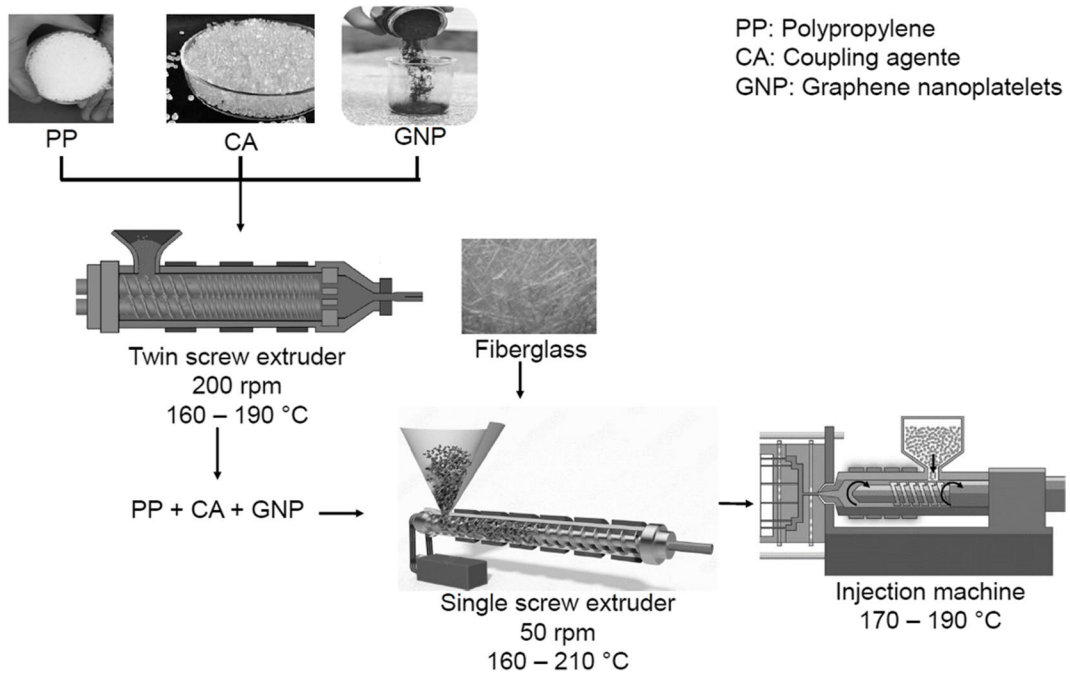 PP: Polypropylene
CA: Coupling agente
GNP: Graphene nanoplatelets
PP
CA
GNP
Twin screw extruder
200 rpm
160 – 190 °C
Fiberglass
PP + CA + GNP
Single screw extruder
50 rpm
160 – 210 °C
Injection machine
170 – 190 °C